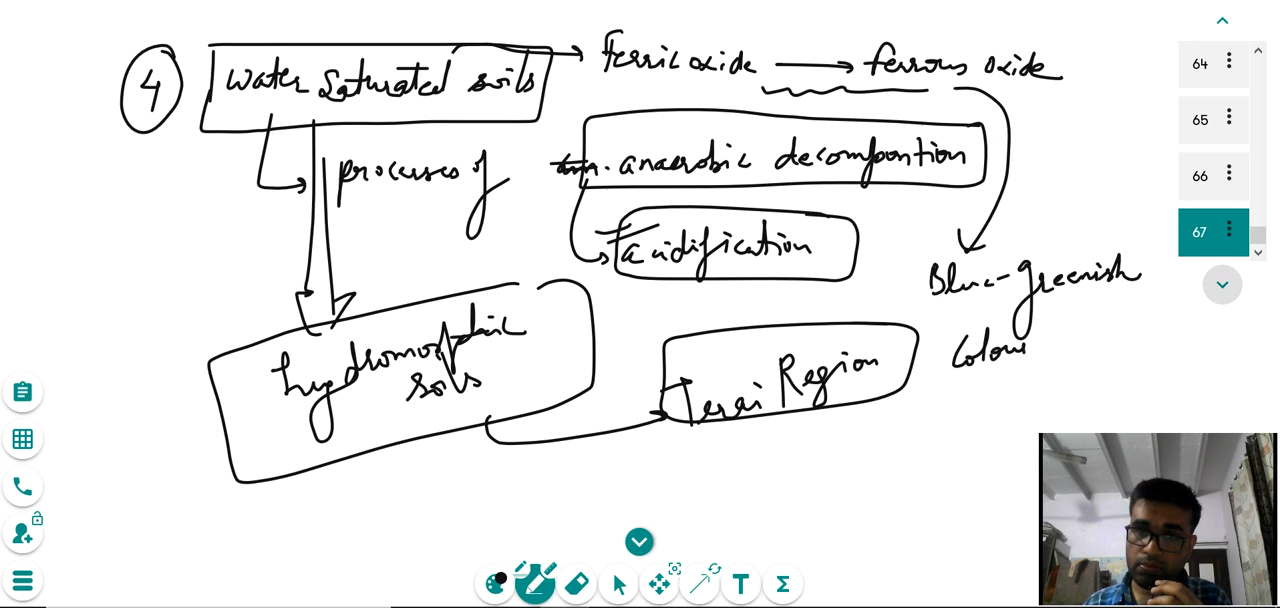 4 Water Saturated soils → Ferric oxide → ferrous oxide
processes of anaerobic decompontion
acidification
Blue-greenish
Colour
hydromorphic
soils
Terai Region
64
65
66
67
T
Σ